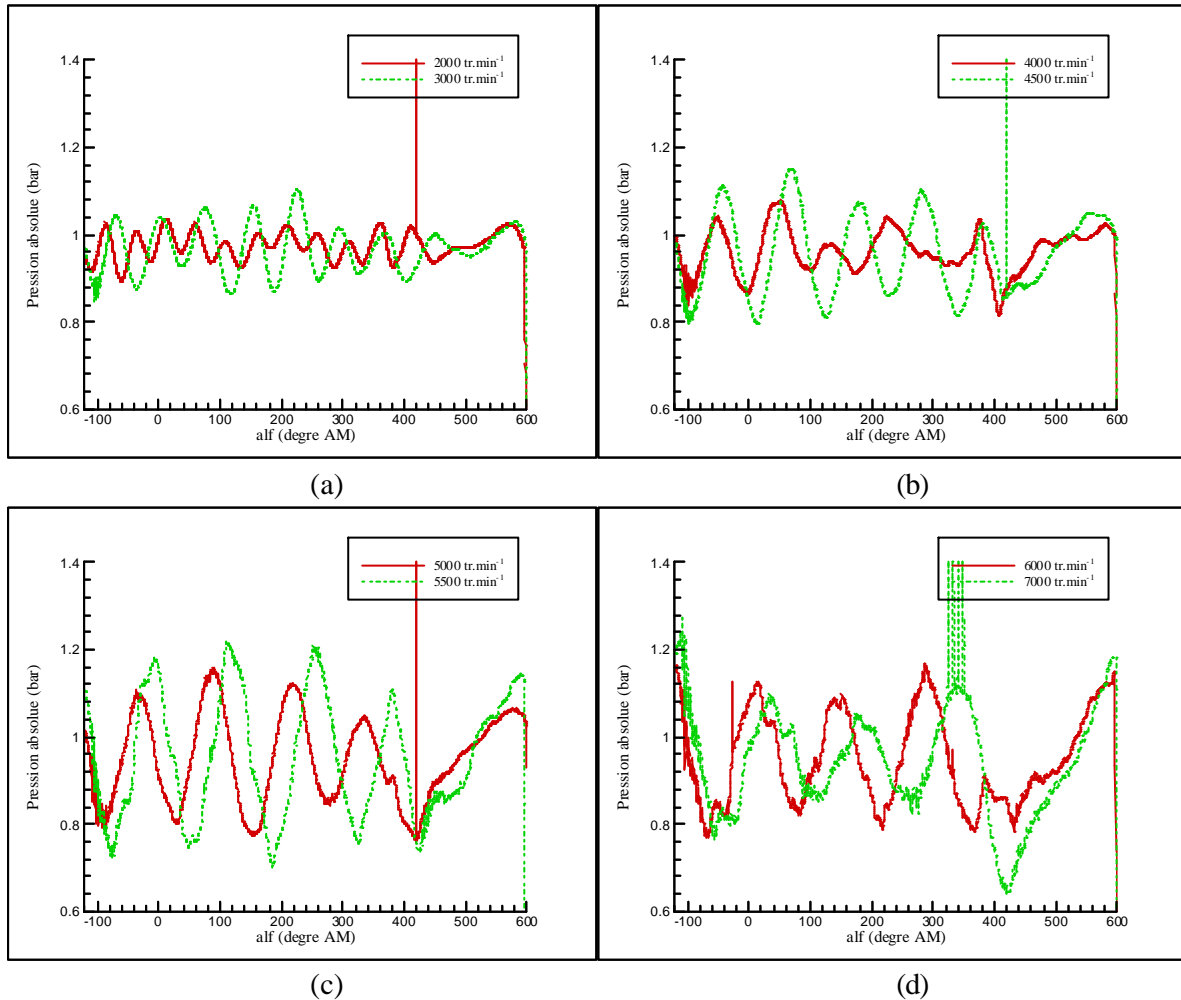 1.4
1.2
1
0.8
0.6
Pression absolue (bar)
-100 0 100 200 300 400 500 600
alf (degre AM)
2000 tr.min-1
3000 tr.min-1
(a)
1.4
1.2
1
0.8
0.6
Pression absolue (bar)
-100 0 100 200 300 400 500 600
alf (degre AM)
4000 tr.min-1
4500 tr.min-1
(b)
1.4
1.2
1
0.8
0.6
Pression absolue (bar)
-100 0 100 200 300 400 500 600
alf (degre AM)
5000 tr.min-1
5500 tr.min-1
(c)
1.4
1.2
1
0.8
0.6
Pression absolue (bar)
-100 0 100 200 300 400 500 600
alf (degre AM)
6000 tr.min-1
7000 tr.min-1
(d)